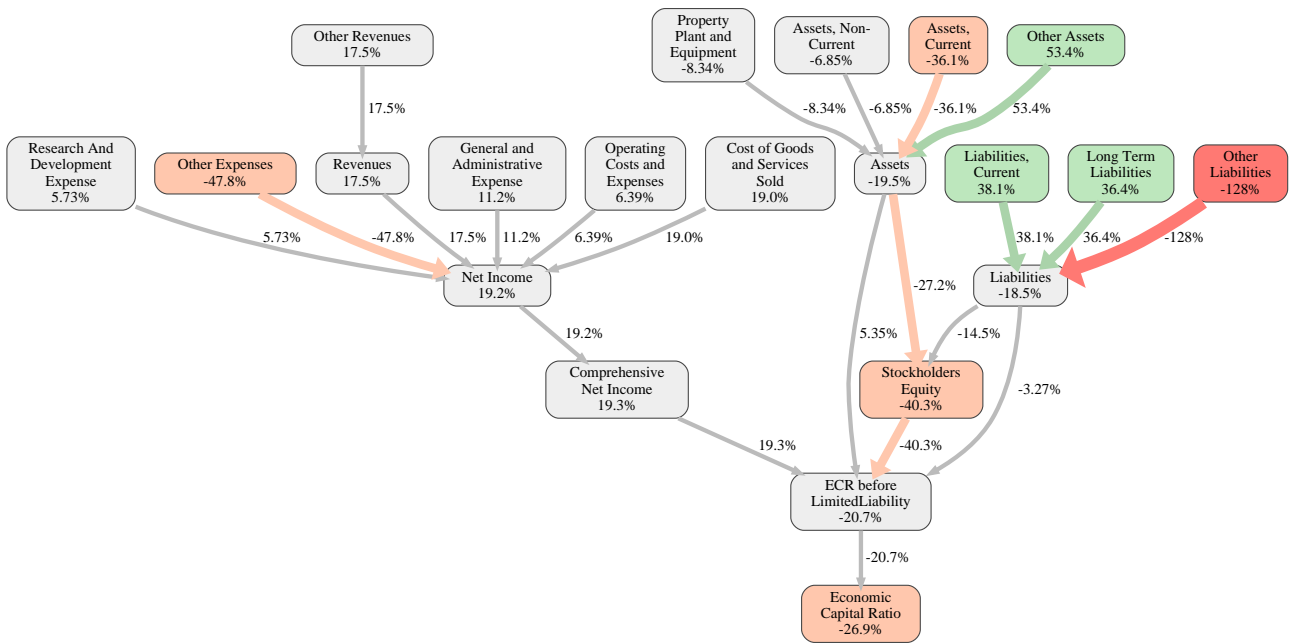 Other Revenues
17.5%
Property
Plant and
Equipment
-8.34%
Assets, Non-
Current
-6.85%
Assets,
Current
-36.1%
Other Assets
53.4%
17.5%
-8.34%
-6.85%
-36.1%
53.4%
Research And
Development
Expense
5.73%
Other Expenses
-47.8%
Revenues
17.5%
General and
Administrative
Expense
11.2%
Operating
Costs and
Expenses
6.39%
Cost of Goods
and Services
Sold
19.0%
Assets
-19.5%
Liabilities,
Current
38.1%
Long Term
Liabilities
36.4%
Other
Liabilities
-128%
5.73%
-47.8%
17.5%
11.2%
6.39%
19.0%
38.1%
36.4%
-128%
Net Income
19.2%
Liabilities
-18.5%
-27.2%
19.2%
5.35%
-14.5%
Comprehensive
Net Income
19.3%
Stockholders
Equity
-40.3%
-3.27%
19.3%
-40.3%
ECR before
LimitedLiability
-20.7%
-20.7%
Economic
Capital Ratio
-26.9%